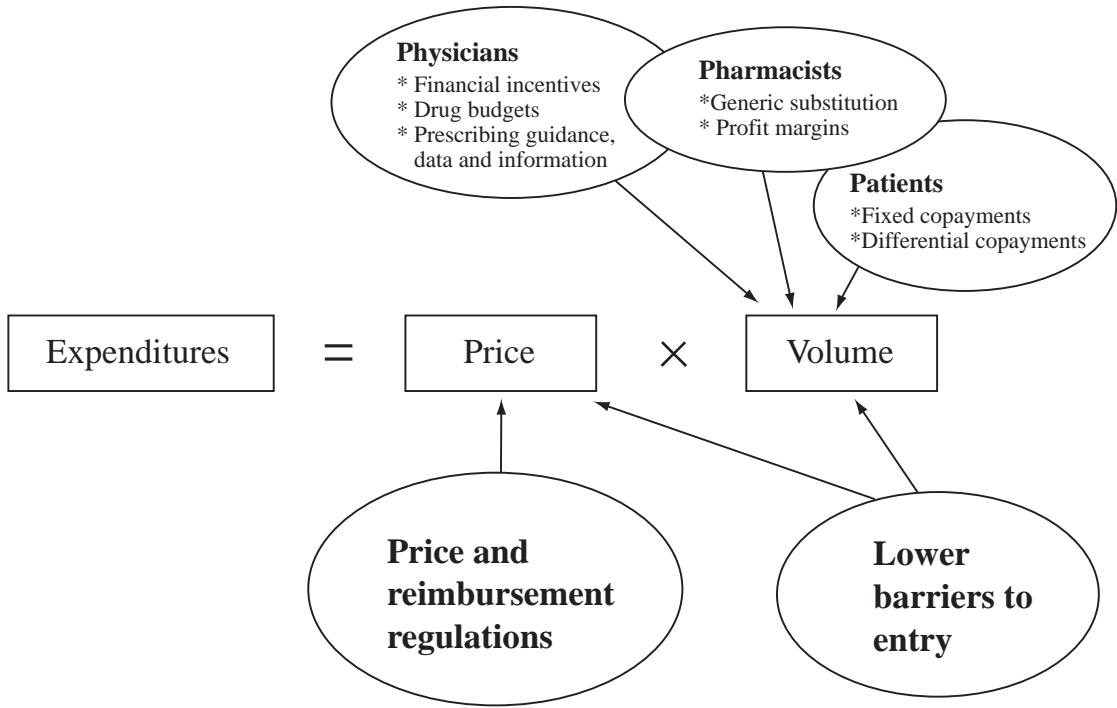 Physicians
* Financial incentives
* Drug budgets
* Prescribing guidance,
data and information
Pharmacists
*Generic substitution
* Profit margins
Patients
*Fixed copayments
*Differential copayments
Expenditures = Price × Volume
Price and
reimbursement
regulations
Lower
barriers to
entry